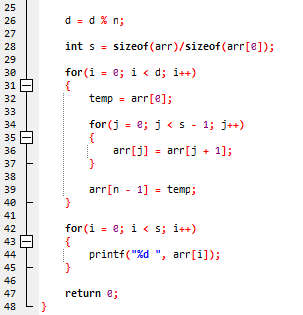 25
26 d = d % n;
27
28 int s = sizeof(arr)/sizeof(arr[0]);
29
30 for(i = 0; i < d; i++)
31 {
32 temp = arr[0];
33
34 for(j = 0; j < s - 1; j++)
35 {
36 arr[j] = arr[j + 1];
37 }
38
39 arr[n - 1] = temp;
40 }
41
42 for(i = 0; i < s; i++)
43 {
44 printf("%d ", arr[i]);
45 }
46
47 return 0;
48 }